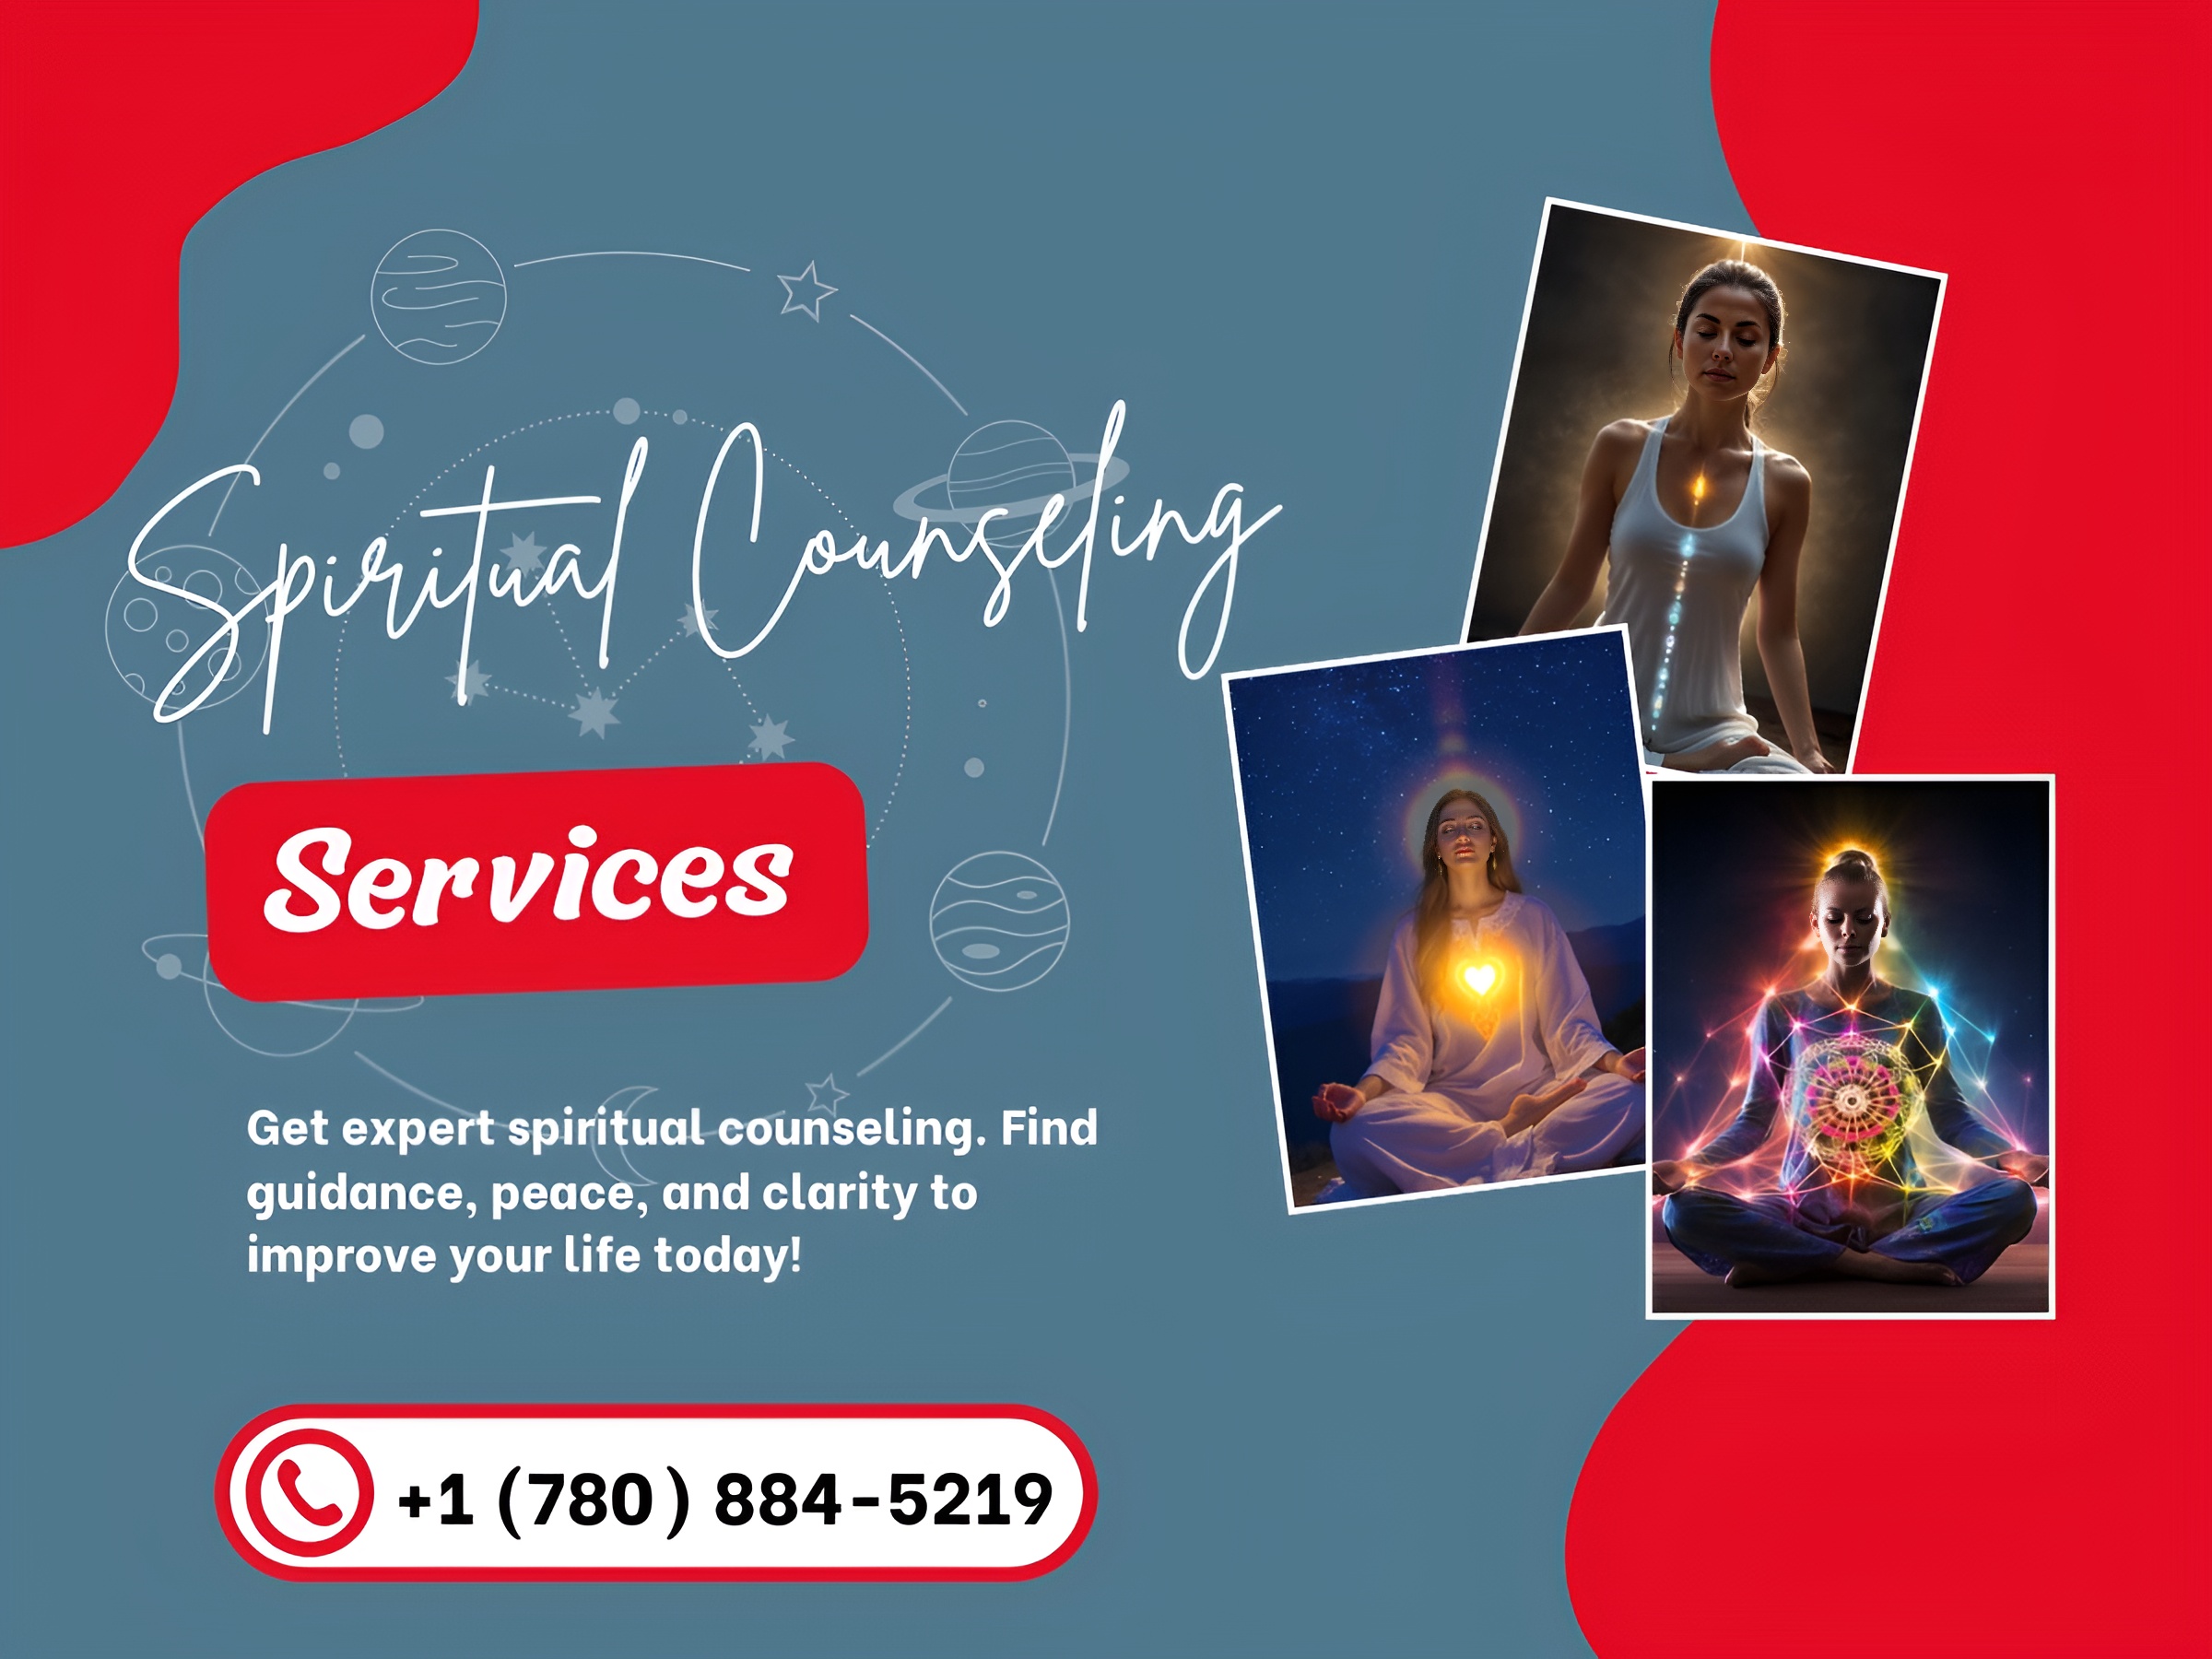 Spiritual Counseling
Services
Get expert spiritual counseling. Find
guidance, peace, and clarity to
improve your life today!
+1 (780) 884-5219